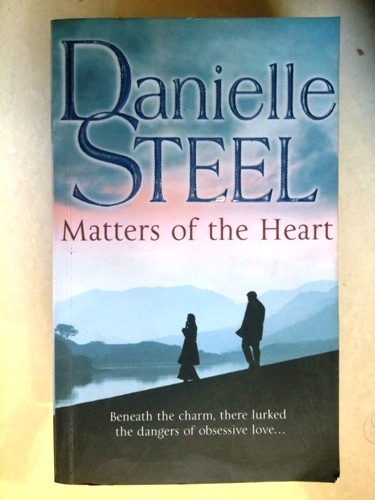 Danielle
STEEL
Matters of the Heart
Beneath the charm, there lurked
the dangers of obsessive love...